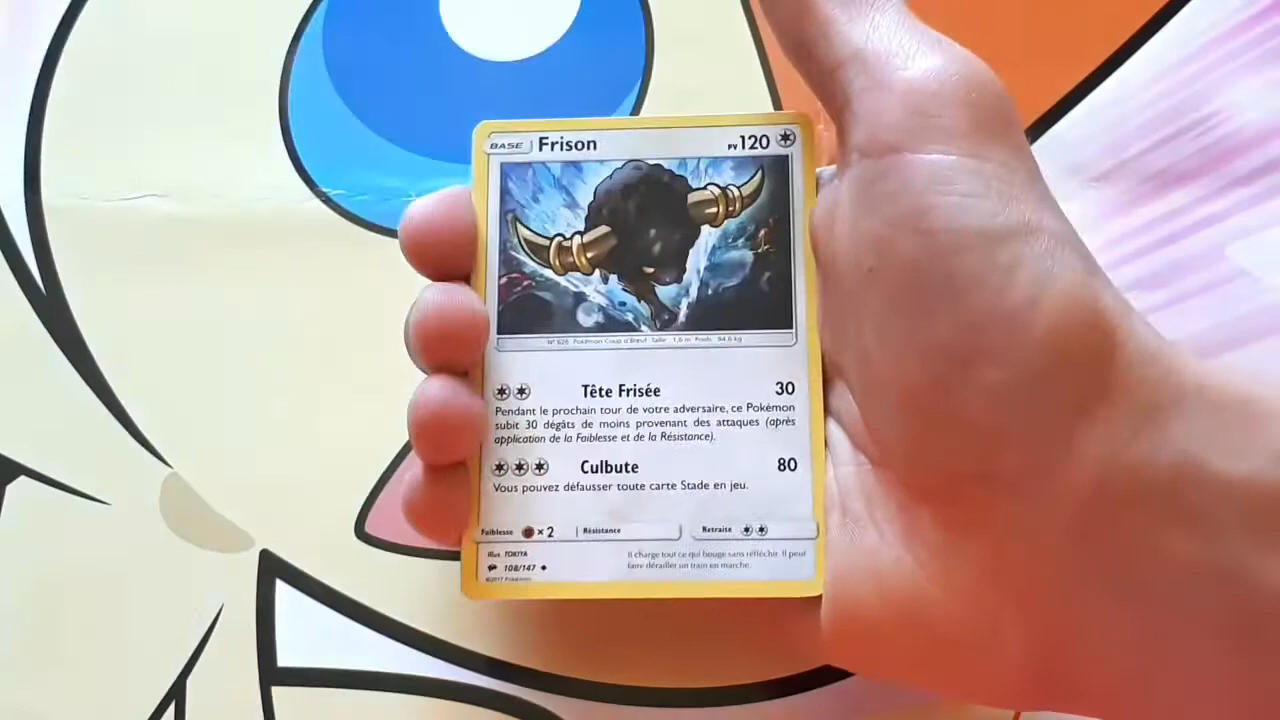 BASE Frison PV 120
N° 626 Pokémon Coup d'Bœuf Taille : 1,6 m Poids : 94,6 kg
Tête Frisée 30
Pendant le prochain tour de votre adversaire, ce Pokémon
subit 30 dégâts de moins provenant des attaques (après
application de la Faiblesse et de la Résistance).
Culbute 80
Vous pouvez défausser toute carte Stade en jeu.
Faiblesse × 2 Résistance Retraite
Illus. TOKIYA
Il charge tout ce qui bouge sans réfléchir. Il peut
faire dérailler un train en marche.
108/147
©2017 Pokémon